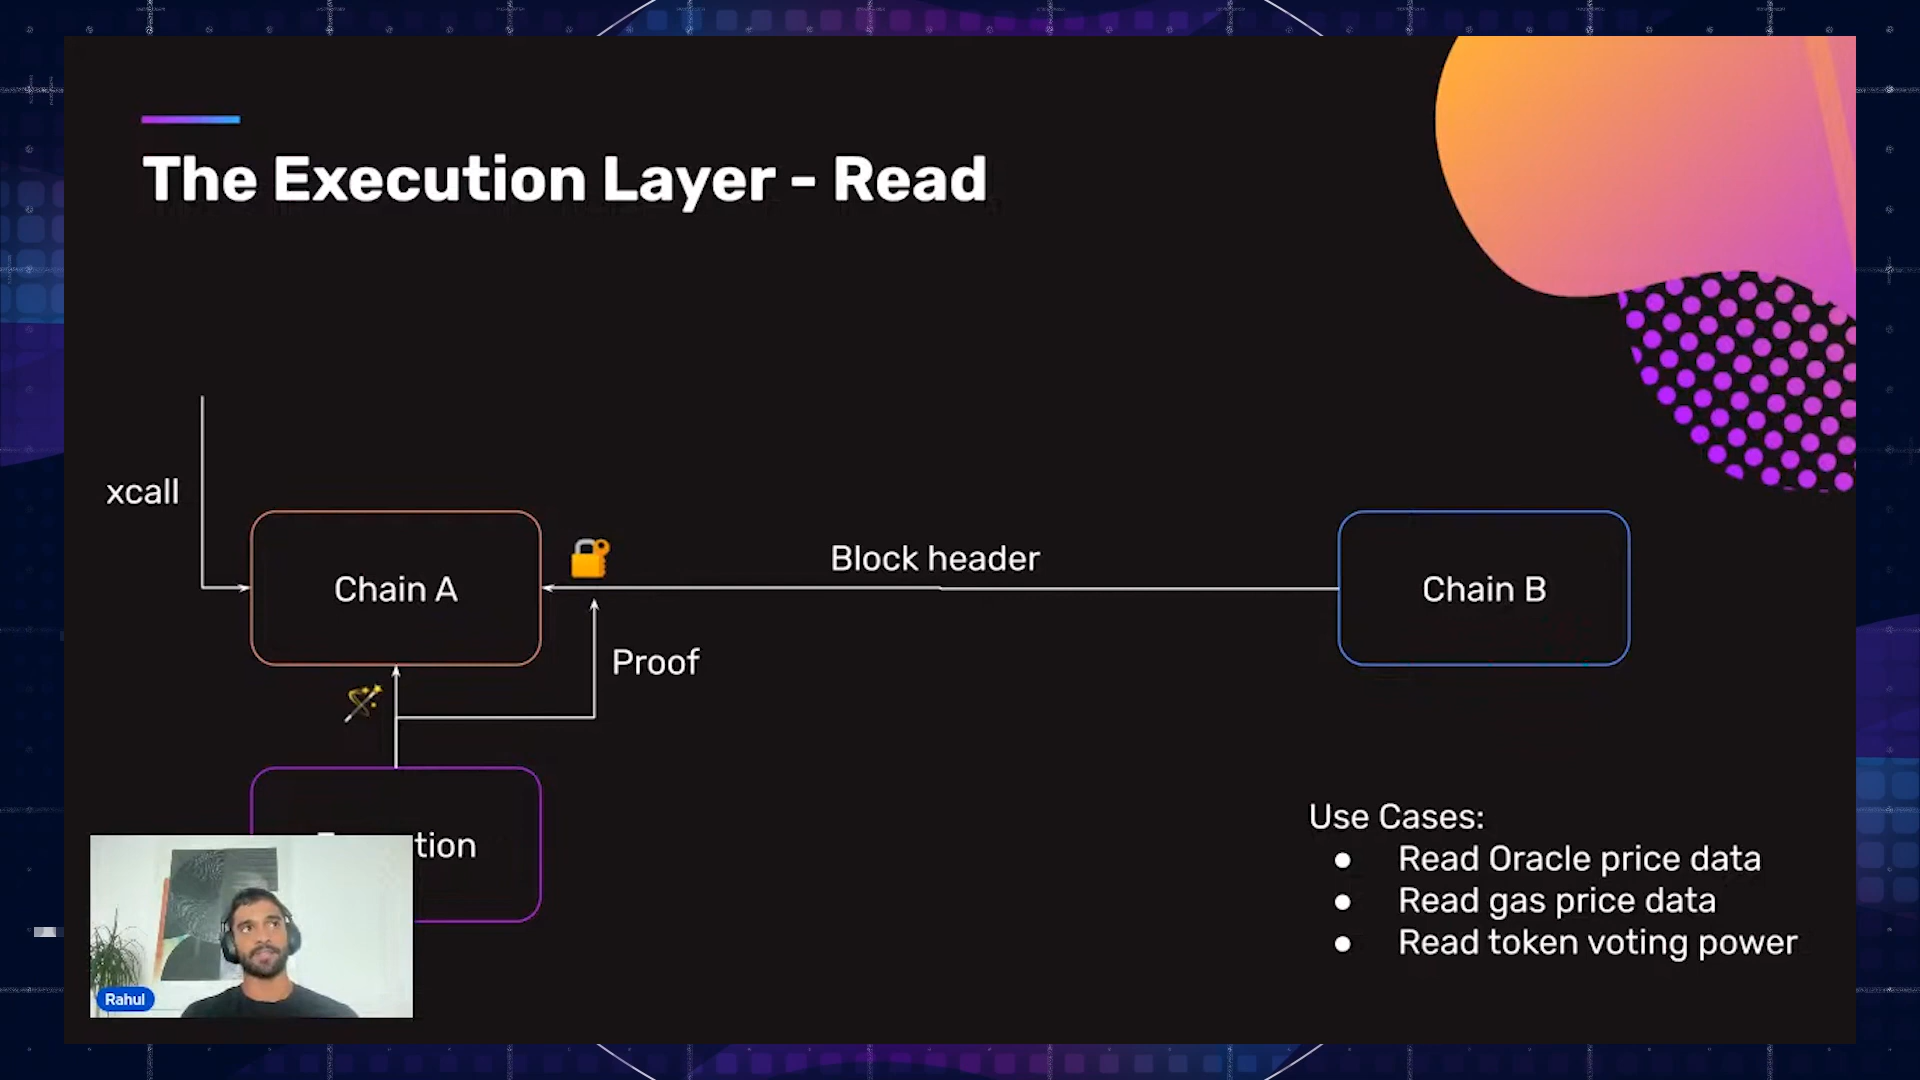 The Execution Layer - Read
xcall
Chain A
Block header
Chain B
Proof
tion
Use Cases:
● Read Oracle price data
● Read gas price data
● Read token voting power
Rahul